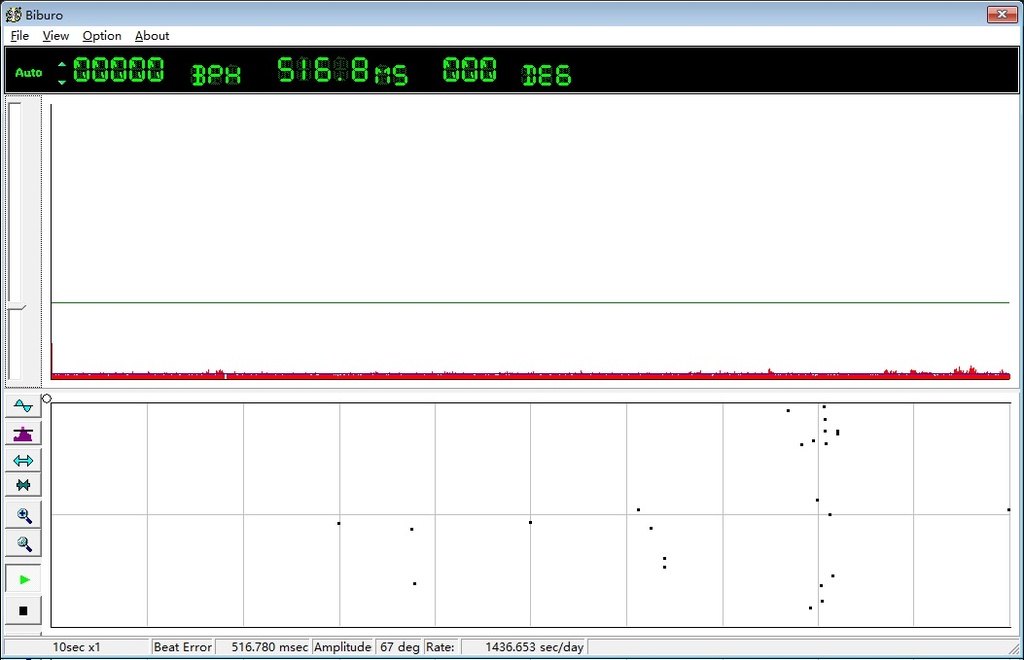 Biburo
File View Option About
Auto 00000 BPH 516.8 MS 000 DEG
10sec x1 Beat Error 516.780 msec Amplitude 67 deg Rate: 1436.653 sec/day